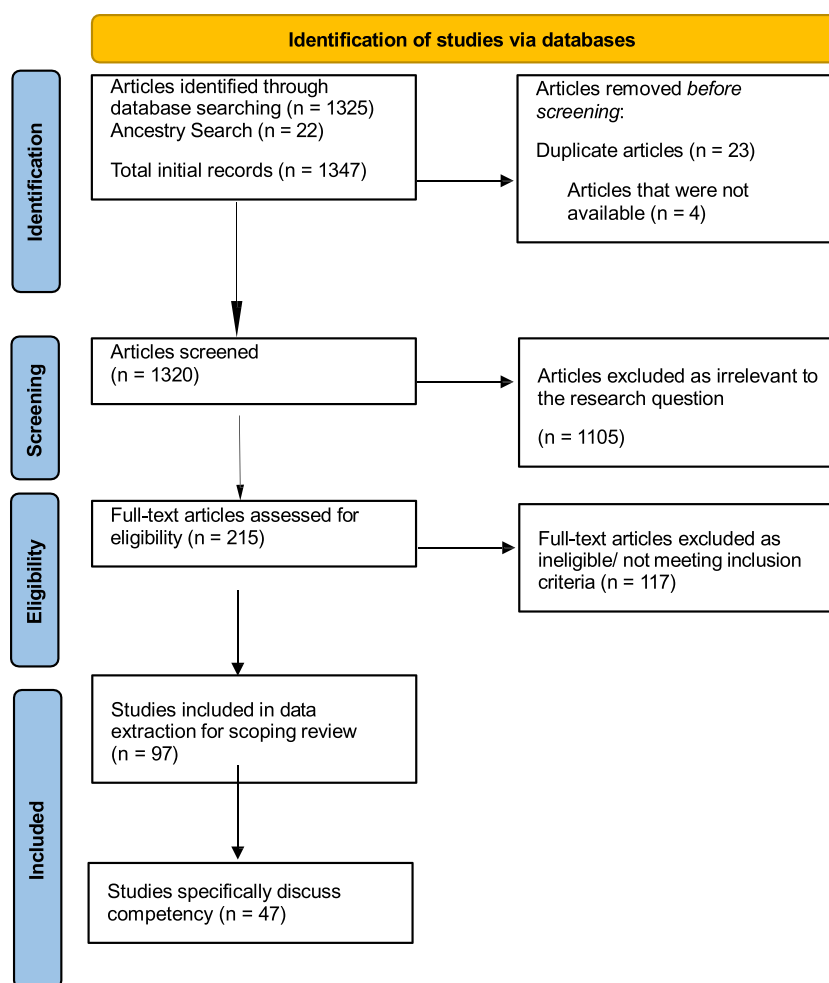 Identification of studies via databases
Identification
Articles identified through
database searching (n = 1325)
Ancestry Search (n = 22)
Total initial records (n = 1347)
Articles removed before
screening:
Duplicate articles (n = 23)
Articles that were not
available (n = 4)
Screening
Articles screened
(n = 1320)
Articles excluded as irrelevant to
the research question
(n = 1105)
Eligibility
Full-text articles assessed for
eligibility (n = 215)
Full-text articles excluded as
ineligible/ not meeting inclusion
criteria (n = 117)
Included
Studies included in data
extraction for scoping review
(n = 97)
Studies specifically discuss
competency (n = 47)